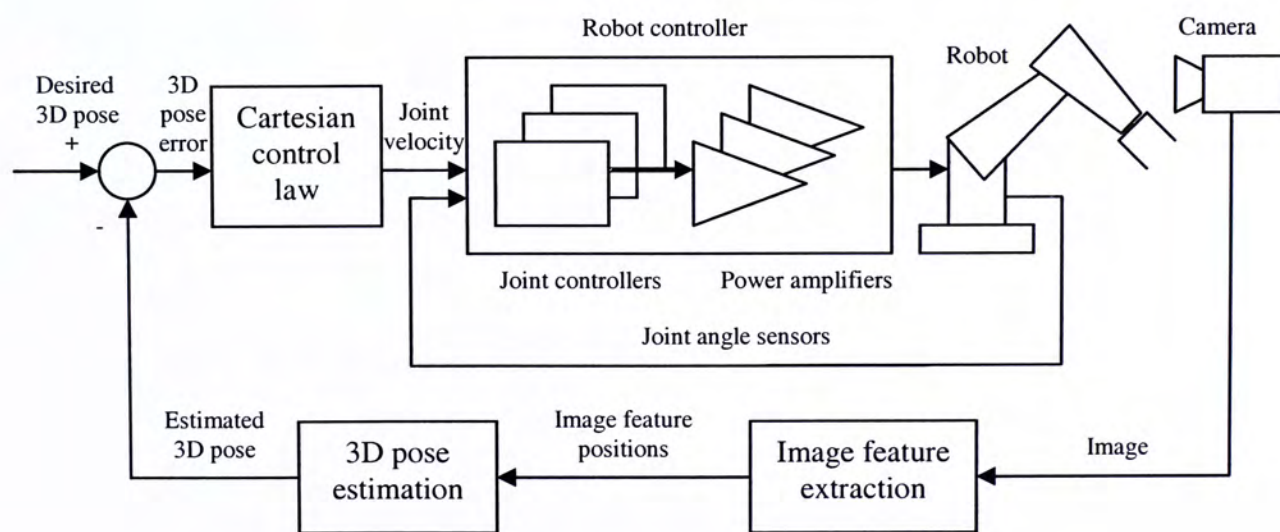 Camera
Robot controller
Robot
Desired
3D pose
+
3D
pose
error
Cartesian
control
law
Joint
velocity
-
Joint controllers
Power amplifiers
Joint angle sensors
Estimated
3D pose
3D pose
estimation
Image feature
positions
Image feature
extraction
Image